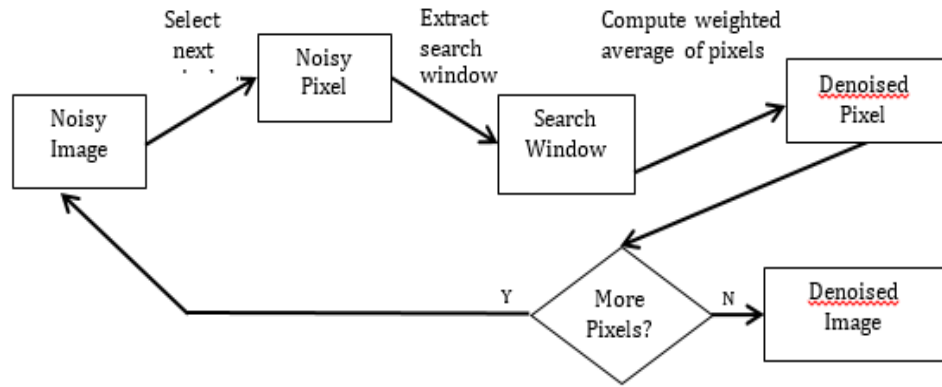 Select
next
Extract
search
window
Compute weighted
average of pixels
Noisy
Image
Noisy
Pixel
Search
Window
Denoised
Pixel
More
Pixels?
Y
N
Denoised
Image